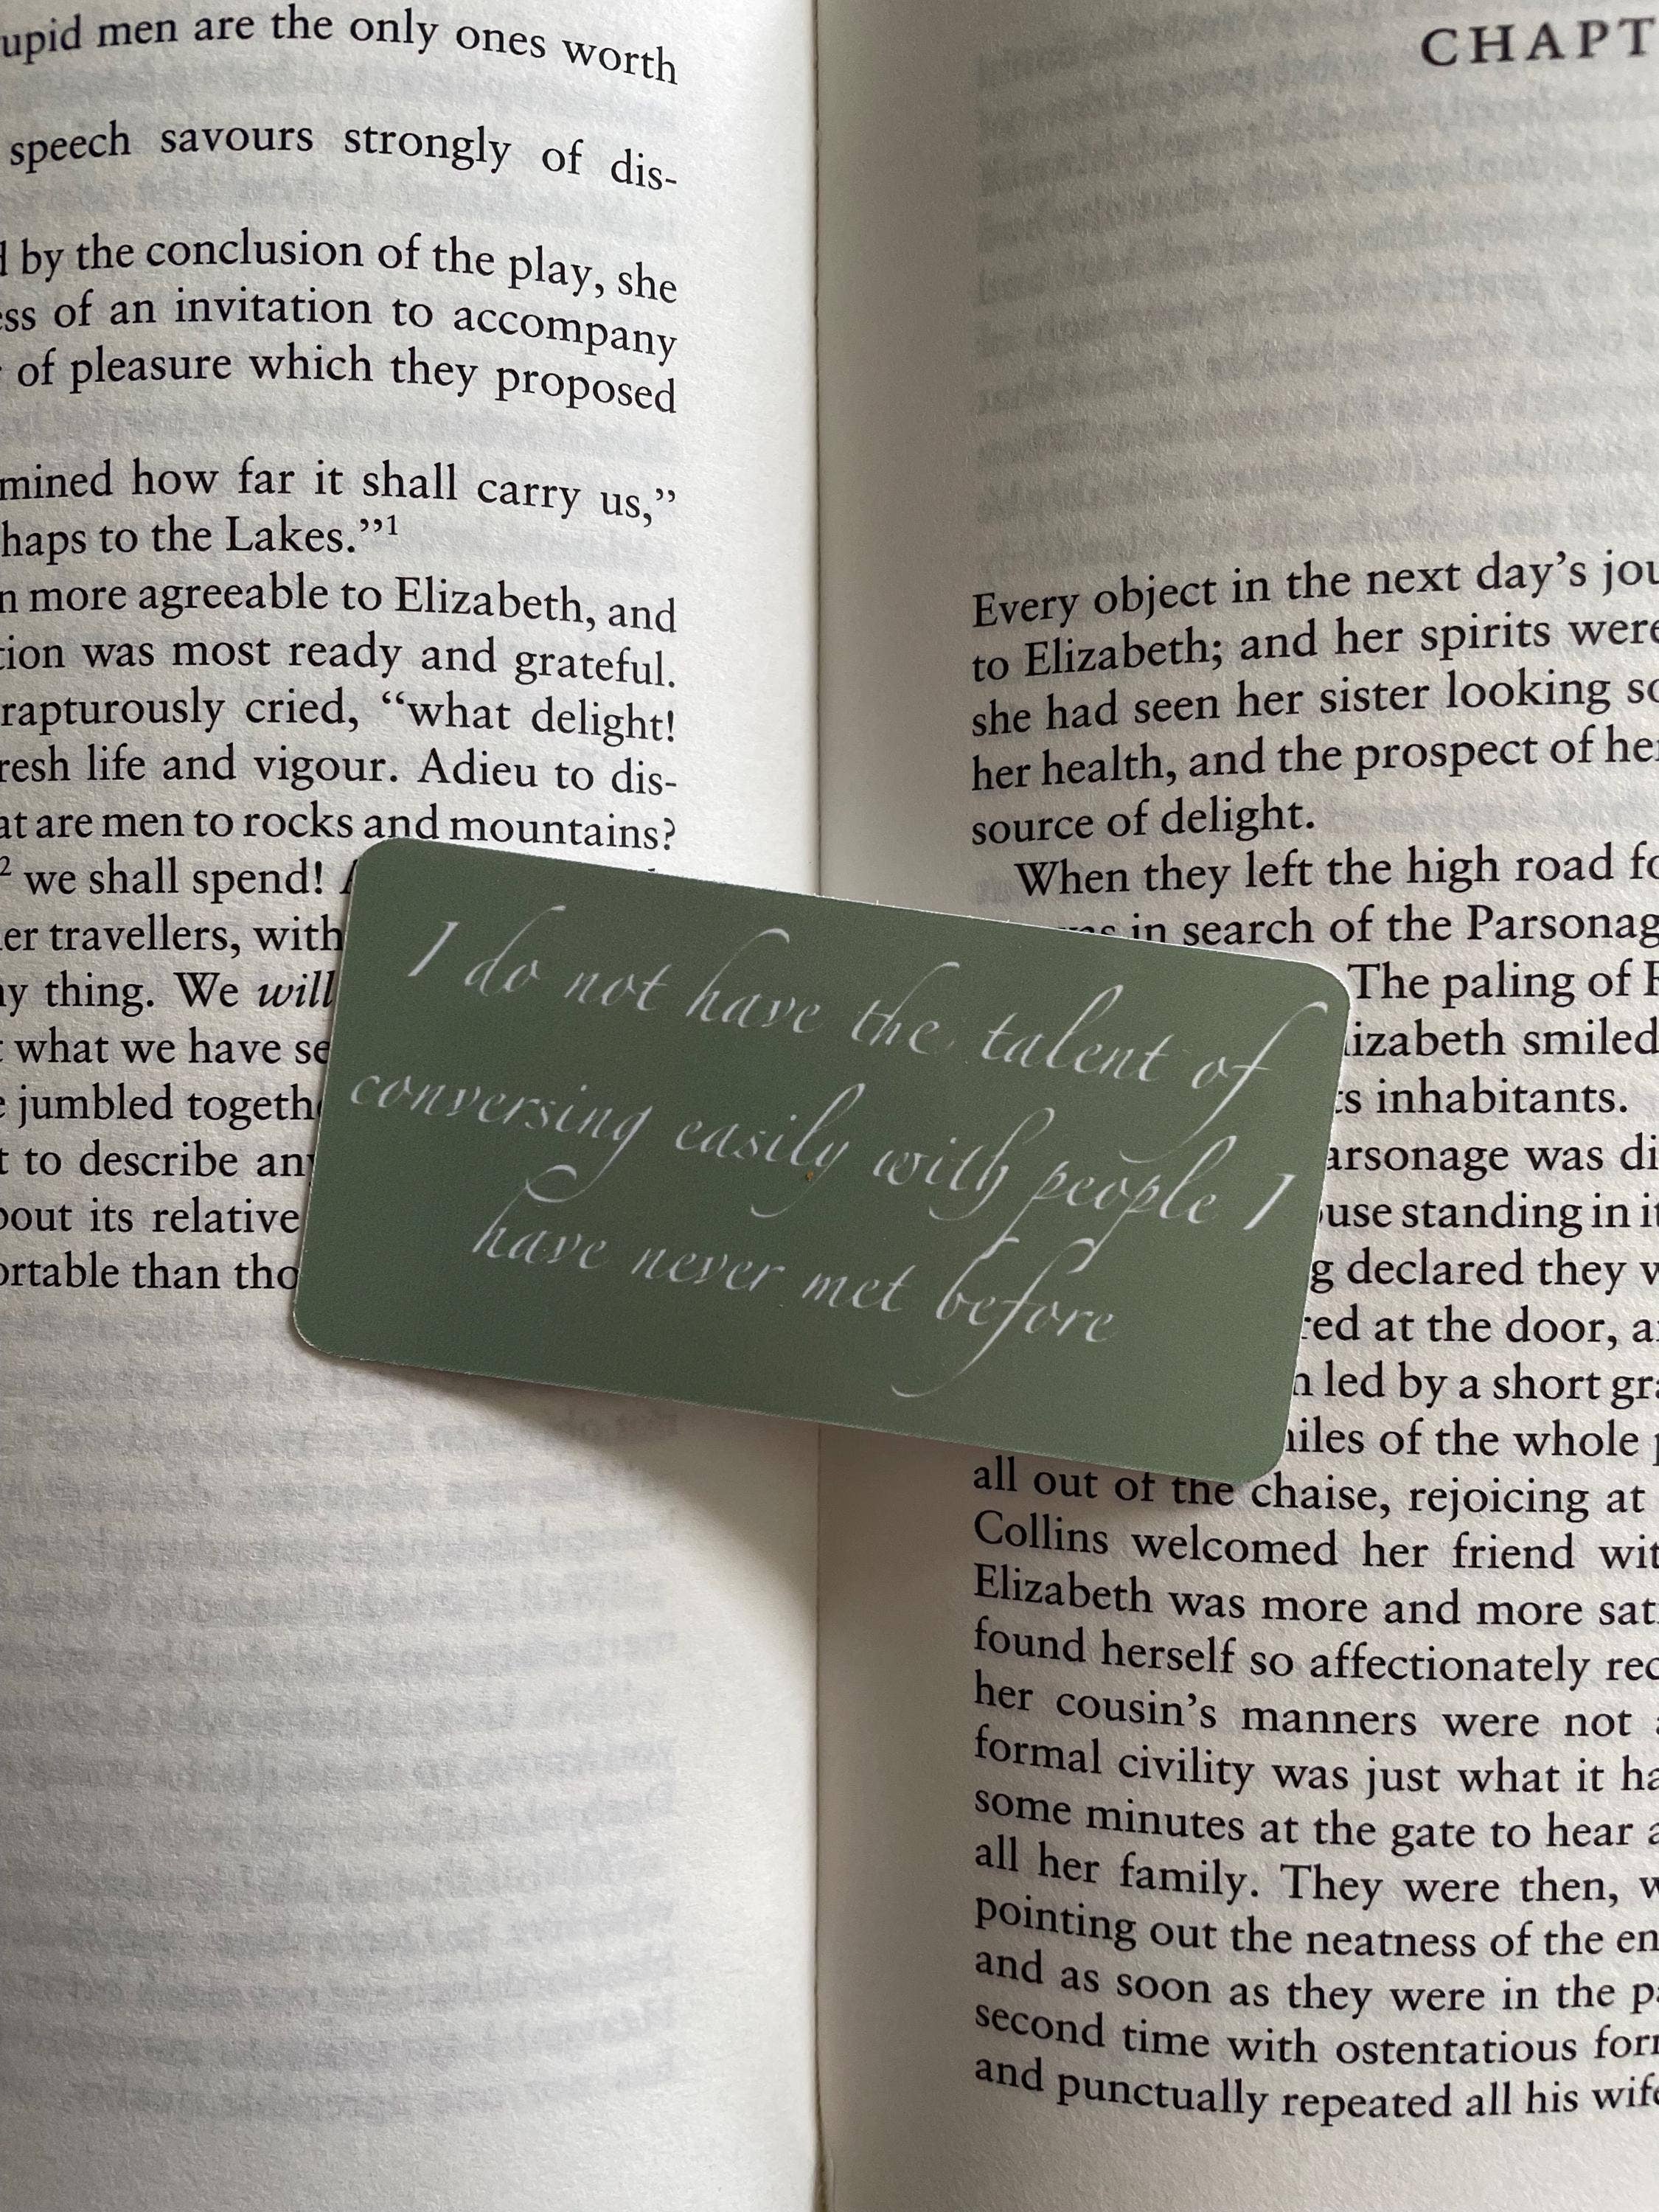 upid men are the only ones worth
speech savours strongly of dis-
by the conclusion of the play, she
ess of an invitation to accompany
of pleasure which they proposed
mined how far it shall carry us,”
haps to the Lakes.”1
n more agreeable to Elizabeth, and
tion was most ready and grateful.
rapturously cried, “what delight!
resh life and vigour. Adieu to dis-
at are men to rocks and mountains?
2 we shall spend!
er travellers, with
y thing. We will
what we have se
e jumbled togethe
t to describe any
bout its relative
ortable than tho
I do not have the talent of
conversing easily with people I
have never met before
CHAPT
Every object in the next day’s jou
to Elizabeth; and her spirits were
she had seen her sister looking so
her health, and the prospect of her
source of delight.
When they left the high road fo
in search of the Parsonag
The paling of
lizabeth smiled
ts inhabitants.
arsonage was di
ouse standing in it
g declared they w
red at the door, a
n led by a short gra
iles of the whole p
all out of the chaise, rejoicing at
Collins welcomed her friend wit
Elizabeth was more and more sat
found herself so affectionately rec
her cousin’s manners were not a
formal civility was just what it ha
some minutes at the gate to hear a
all her family. They were then, w
pointing out the neatness of the en
and as soon as they were in the pa
second time with ostentatious for
and punctually repeated all his wife